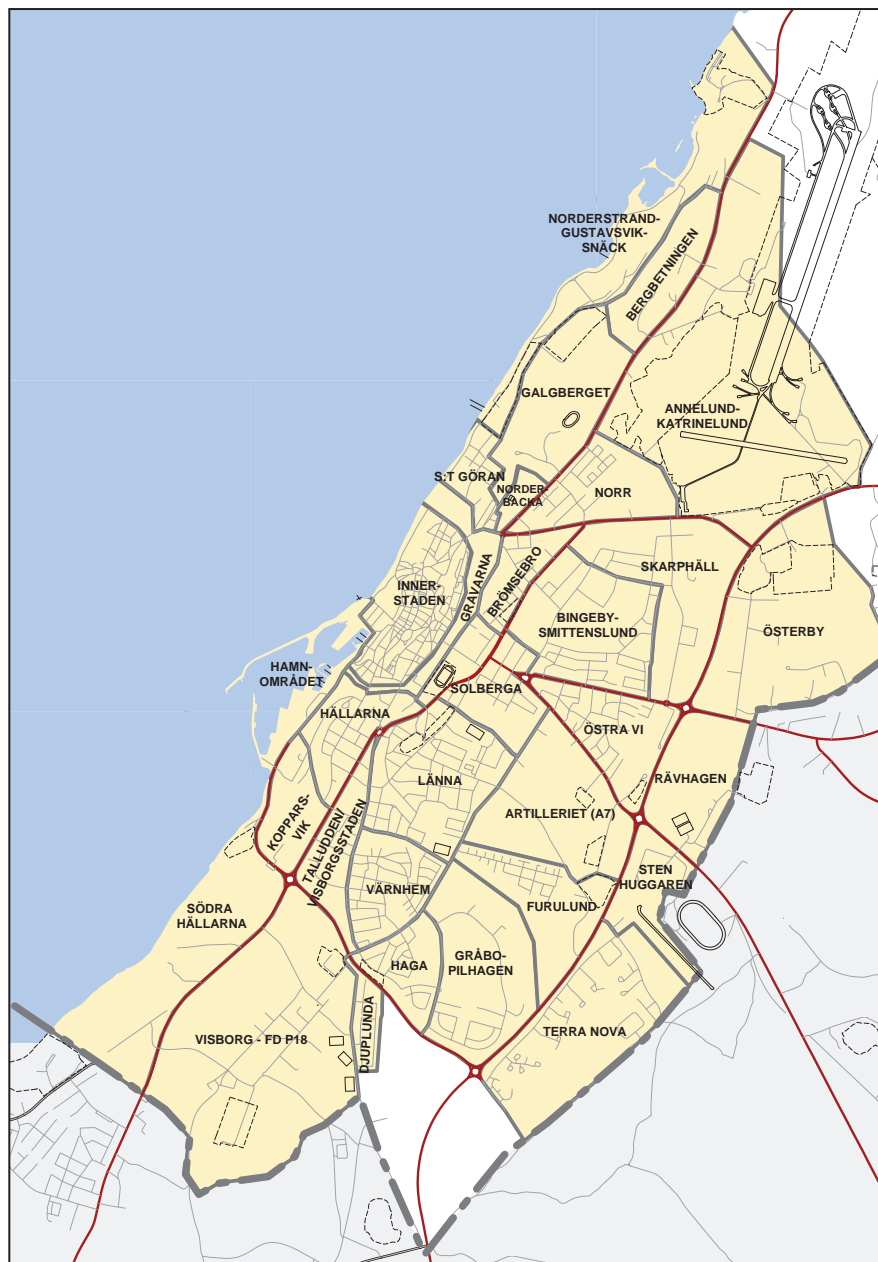 NORDERSTRAND-
GUSTAVSVIK-
SNÄCK
BERGBETNINGEN
GALGBERGET
ANNELUND-
KATRINELUND
S:T GÖRAN
NORDER-
BACKA
NORR
INNER-
STADEN
GRAVARNA
BRÖMSEBRO
SKARPHÄLL
BINGEBY-
SMITTENSLUND
ÖSTERBY
HAMN-
OMRÅDET
SOLBERGA
HÄLLARNA
ÖSTRA VI
LÄNNA
RÄVHAGEN
KOPPARS-
VIK
TALLUDDEN/
VISBORGSSTADEN
ARTILLERIET (A7)
STEN
HUGGAREN
VÄRNHEM
FURULUND
SÖDRA
HÄLLARNA
HAGA
GRÅBO-
PILHAGEN
DJUPLUNDA
TERRA NOVA
VISBORG - FD P18